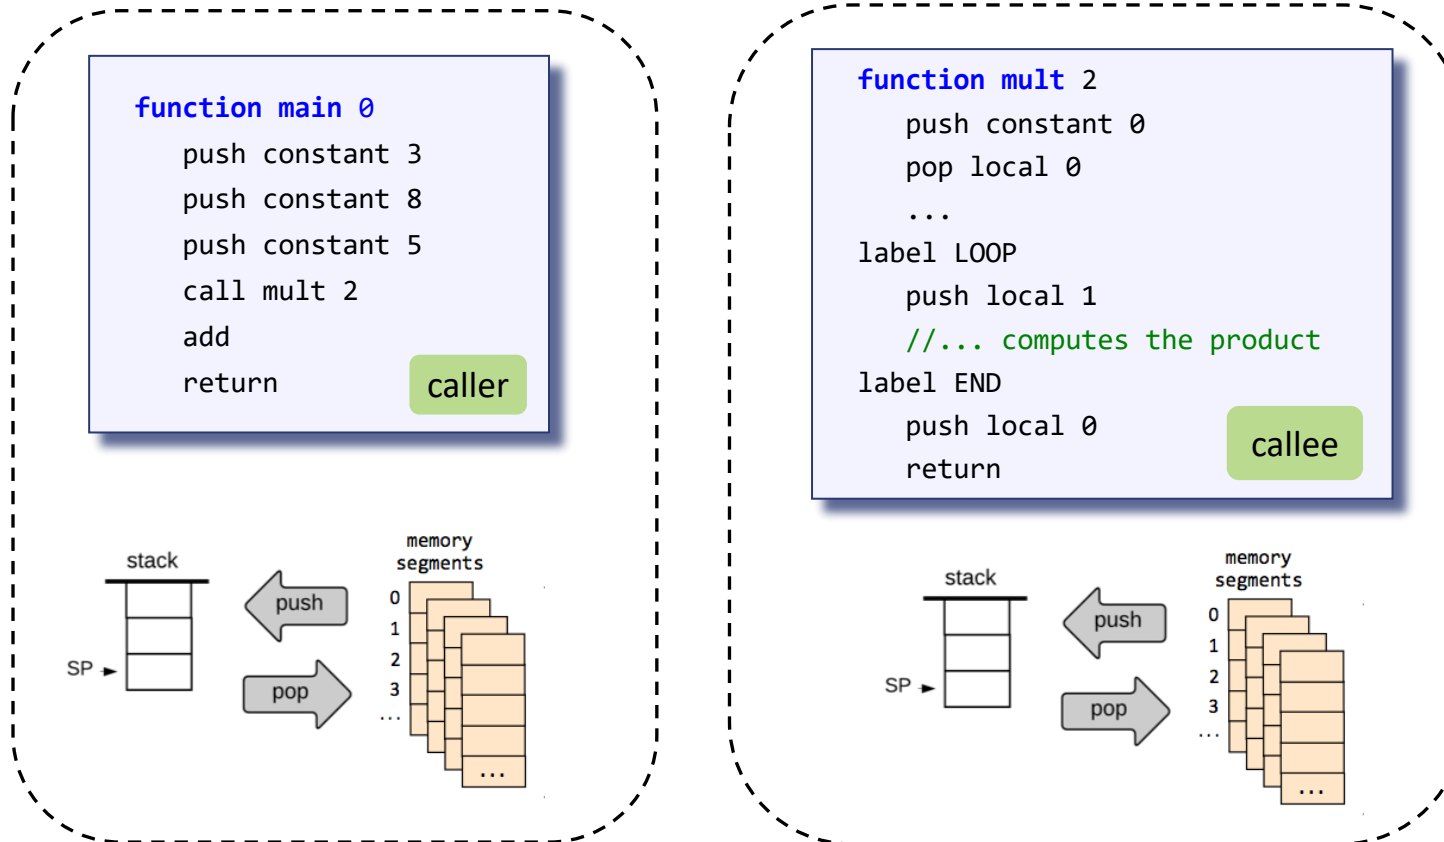 function main 0
push constant 3
push constant 8
push constant 5
call mult 2
add
return
caller
stack
SP
push
pop
memory
segments
0
1
2
3
...
...
function mult 2
push constant 0
pop local 0
...
label LOOP
push local 1
//... computes the product
label END
push local 0
return
callee
stack
SP
push
pop
memory
segments
0
1
2
3
...
...